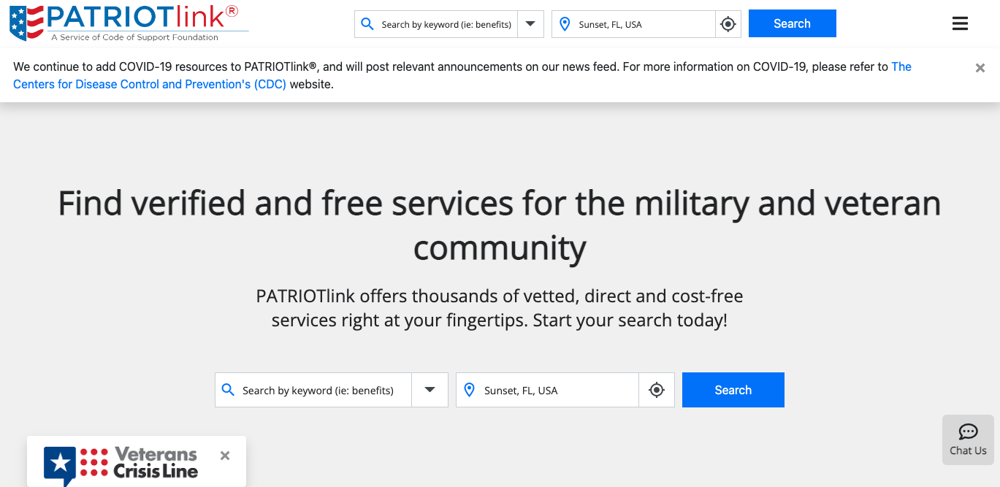 PATRIOTlink®
A Service of Code of Support Foundation
Search by keyword (ie: benefits)
Sunset, FL, USA
Search
We continue to add COVID-19 resources to PATRIOTlink®, and will post relevant announcements on our news feed. For more information on COVID-19, please refer to The
Centers for Disease Control and Prevention's (CDC) website.
Find verified and free services for the military and veteran
community
PATRIOTlink offers thousands of vetted, direct and cost-free
services right at your fingertips. Start your search today!
Search by keyword (ie: benefits)
Sunset, FL, USA
Search
Chat Us
Veterans
Crisis Line